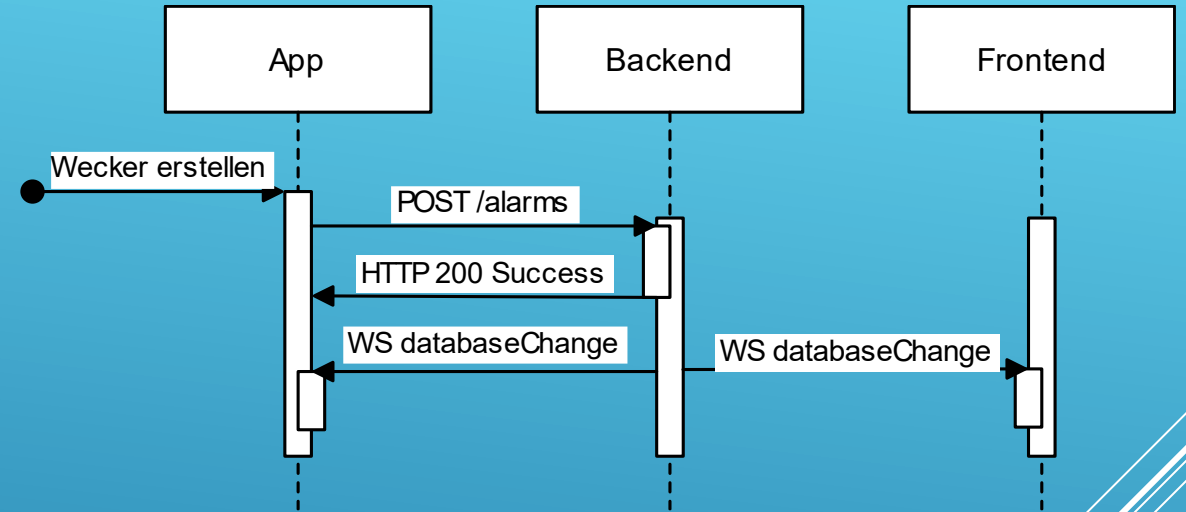 App
Backend
Frontend
Wecker erstellen
POST /alarms
HTTP 200 Success
WS databaseChange
WS databaseChange